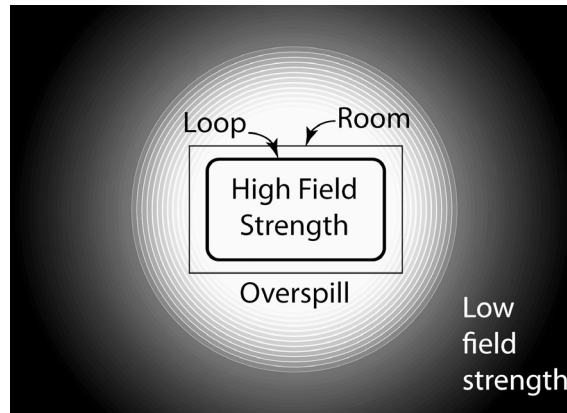 Loop
Room
High Field
Strength
Overspill
Low
field
strength